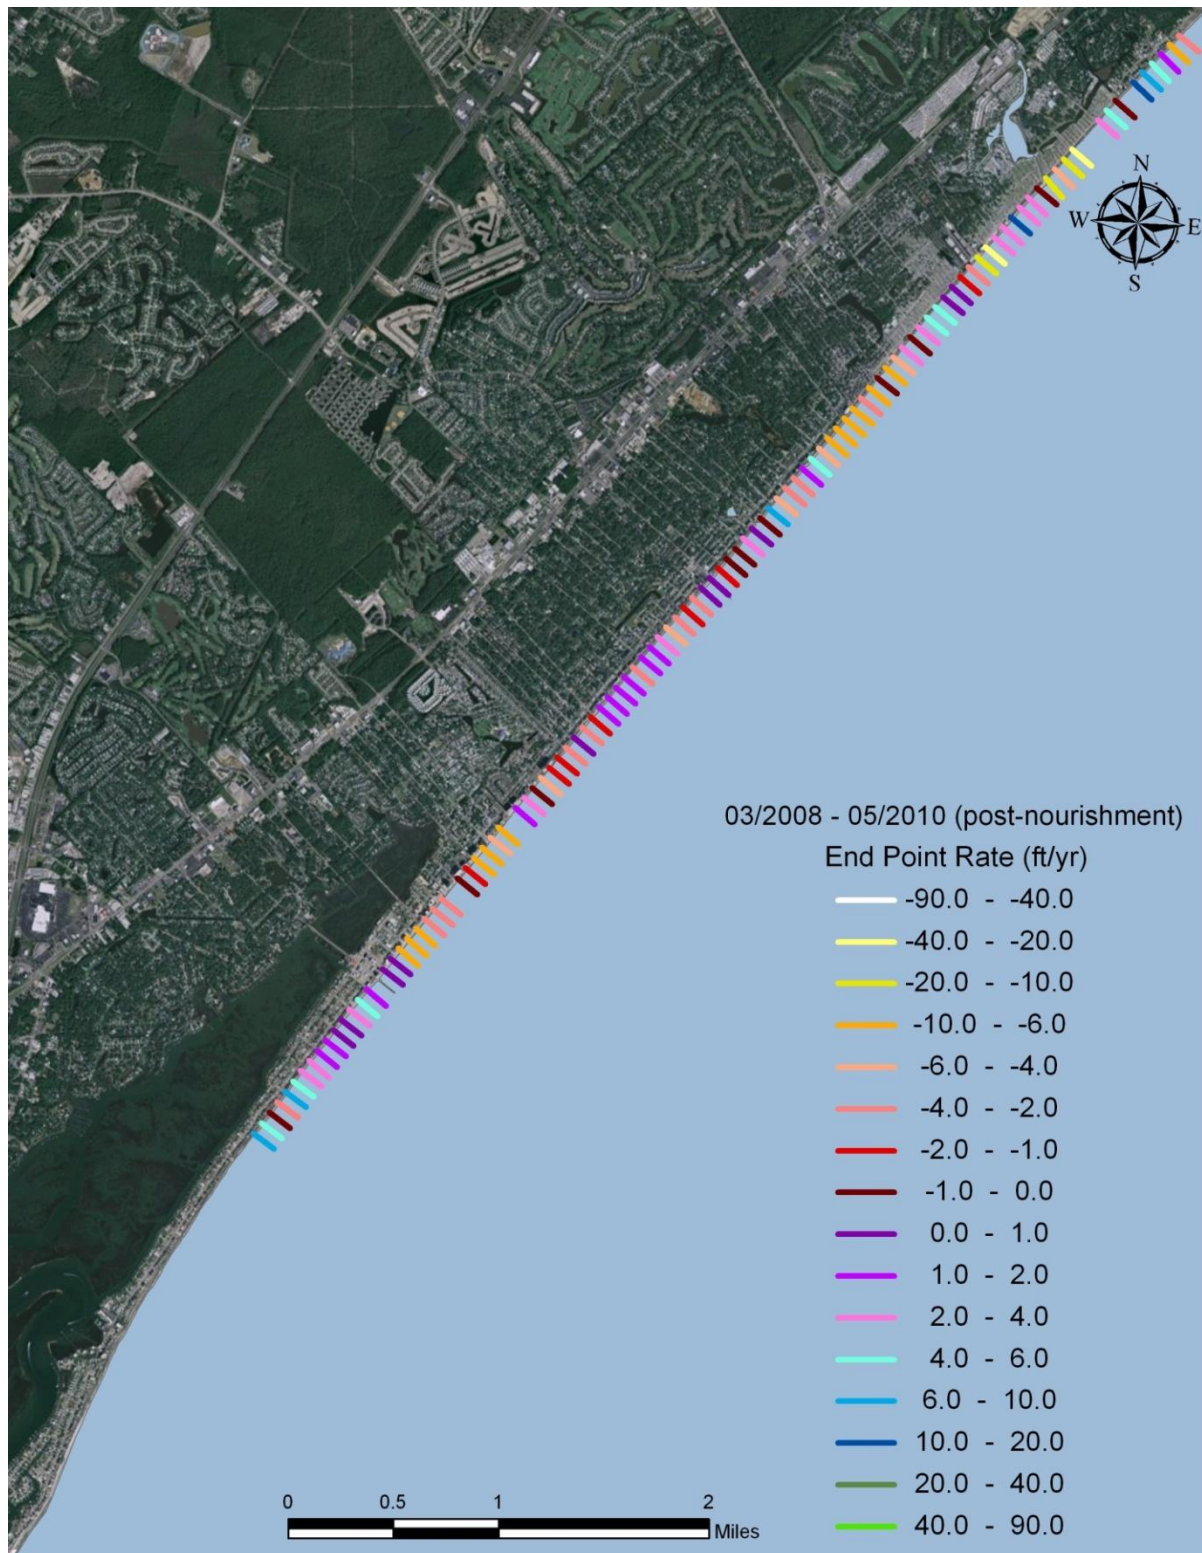 N
W E
S
03/2008 - 05/2010 (post-nourishment)
End Point Rate (ft/yr)
-90.0 - -40.0
-40.0 - -20.0
-20.0 - -10.0
-10.0 - -6.0
-6.0 - -4.0
-4.0 - -2.0
-2.0 - -1.0
-1.0 - 0.0
0.0 - 1.0
1.0 - 2.0
2.0 - 4.0
4.0 - 6.0
6.0 - 10.0
10.0 - 20.0
20.0 - 40.0
40.0 - 90.0
0 0.5 1 2
Miles